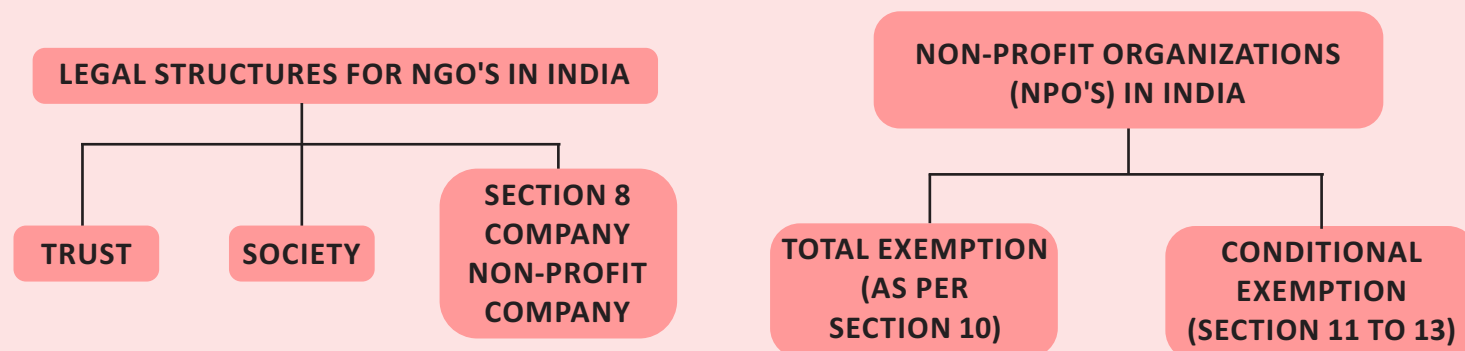 LEGAL STRUCTURES FOR NGO'S IN INDIA
TRUST
SOCIETY
SECTION 8
COMPANY
NON-PROFIT
COMPANY
NON-PROFIT ORGANIZATIONS
(NPO'S) IN INDIA
TOTAL EXEMPTION
(AS PER
SECTION 10)
CONDITIONAL
EXEMPTION
(SECTION 11 TO 13)